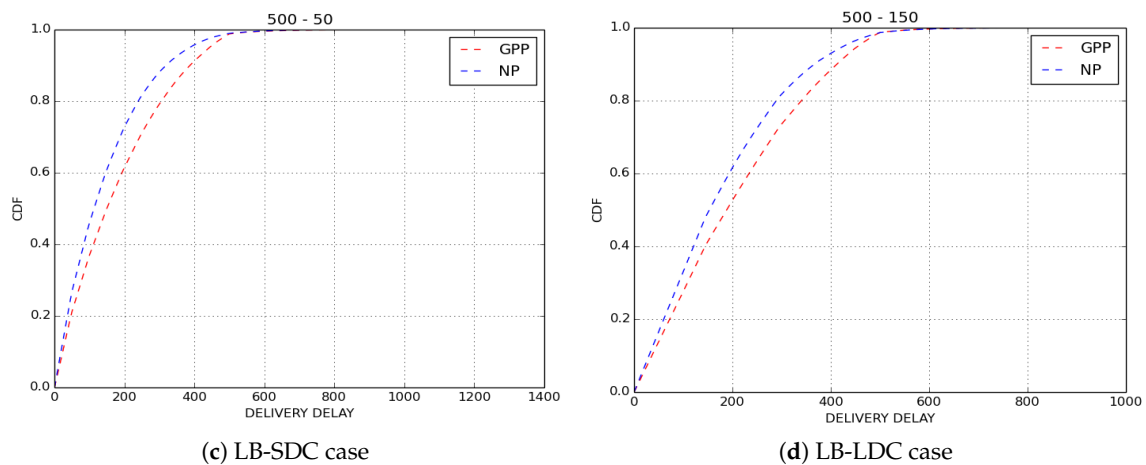 500 - 50
1.0
0.8
0.6
0.4
0.2
0.0
CDF
0
200
400
600
800
1000
1200
1400
DELIVERY DELAY
GPP
NP
(c) LB-SDC case
500 - 150
1.0
0.8
0.6
0.4
0.2
0.0
CDF
0
200
400
600
800
1000
DELIVERY DELAY
GPP
NP
(d) LB-LDC case